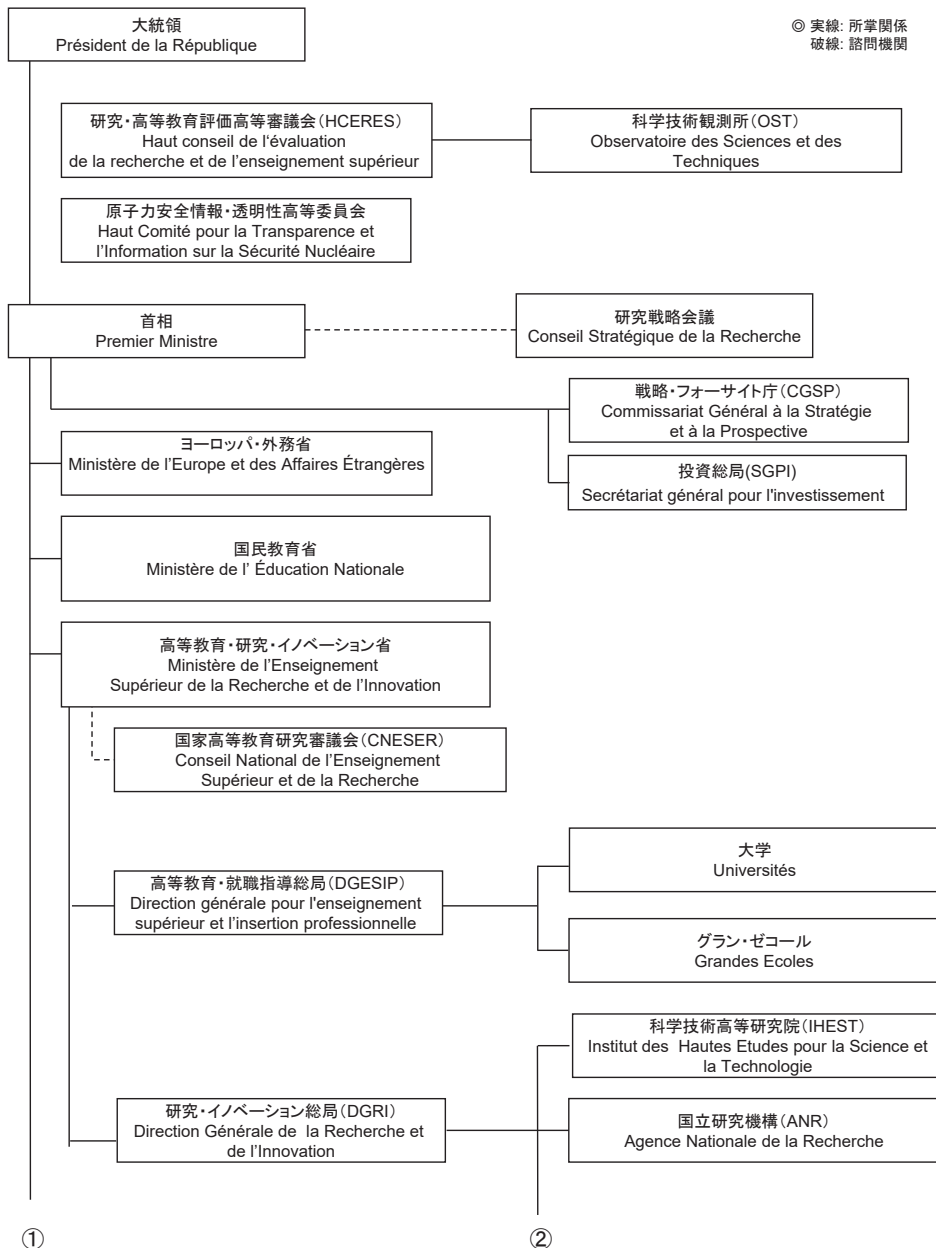 大統領
Président de la République
◎ 実線: 所掌関係
破線: 諮問機関
研究・高等教育評価高等審議会(HCERES)
Haut conseil de l'évaluation
de la recherche et de l'enseignement supérieur
科学技術観測所(OST)
Observatoire des Sciences et des
Techniques
原子力安全情報・透明性高等委員会
Haut Comité pour la Transparence et
l'Information sur la Sécurité Nucléaire
首相
Premier Ministre
研究戦略会議
Conseil Stratégique de la Recherche
戦略・フォーサイト庁(CGSP)
Commissariat Général à la Stratégie
et à la Prospective
ヨーロッパ・外務省
Ministère de l'Europe et des Affaires Étrangères
投資総局(SGPI)
Secrétariat général pour l'investissement
国民教育省
Ministère de l' Éducation Nationale
高等教育・研究・イノベーション省
Ministère de l'Enseignement
Supérieur de la Recherche et de l'Innovation
国家高等教育研究審議会(CNESER)
Conseil National de l'Enseignement
Supérieur et de la Recherche
大学
Universités
高等教育・就職指導総局(DGESIP)
Direction générale pour l'enseignement
supérieur et l'insertion professionnelle
グラン・ゼコール
Grandes Ecoles
科学技術高等研究院(IHEST)
Institut des Hautes Etudes pour la Science et
la Technologie
研究・イノベーション総局(DGRI)
Direction Générale de la Recherche et
de l'Innovation
国立研究機構(ANR)
Agence Nationale de la Recherche
①
②